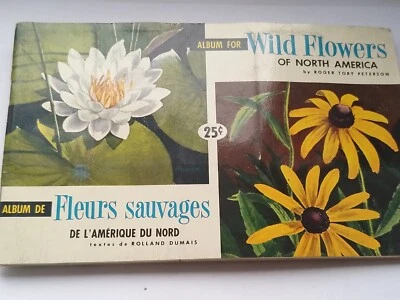 ALBUM FOR Wild Flowers
OF NORTH AMERICA
by ROGER TORY PETERSON
25¢
ALBUM DE Fleurs sauvages
DE L'AMÉRIQUE DU NORD
textes de ROLLAND DUMAIS